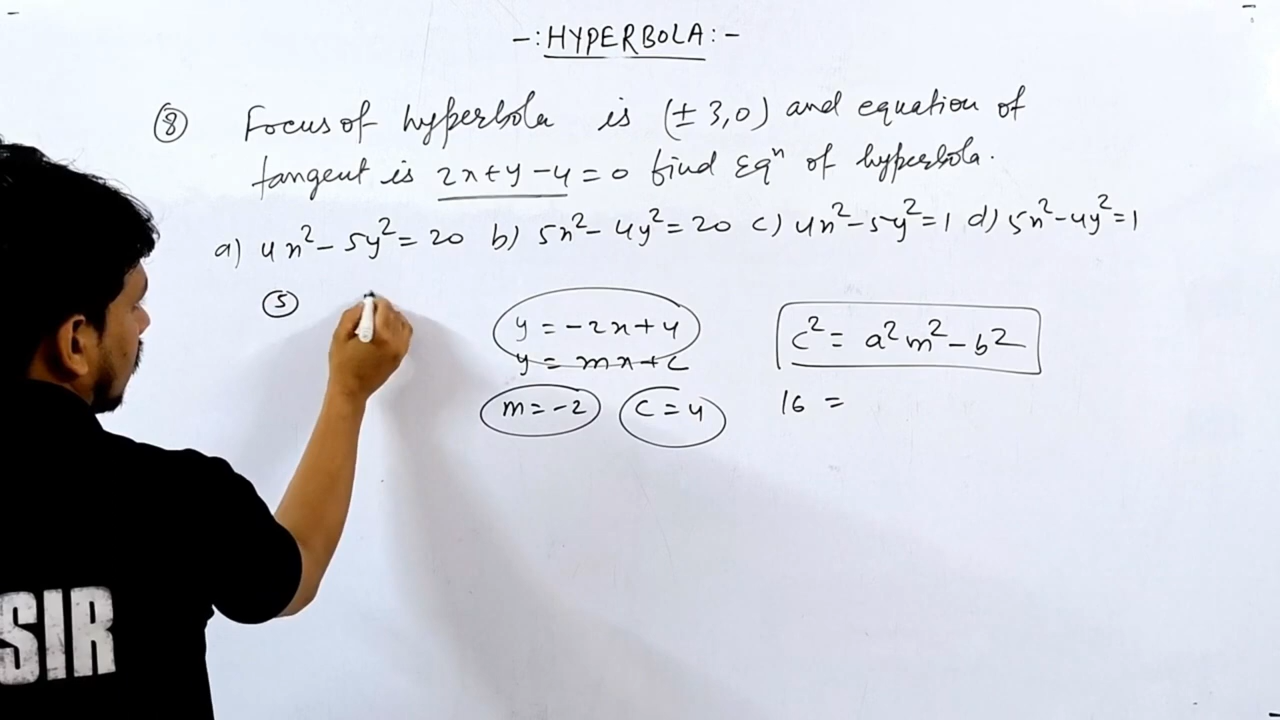 -: HYPERBOLA :-
(8) Focus of hyperbola is (± 3,0) and equation of
tangent is 2x+y-4=0 find Eqⁿ of hyperbola.
a) 4x²-5y²=20 b) 5x²-4y²=20 c) 4x²-5y²=1 d) 5x²-4y²=1
(5)
y = -2x+4
y = mx+c
m=-2 c=4
c² = a²m²-b²
16 =
SIR